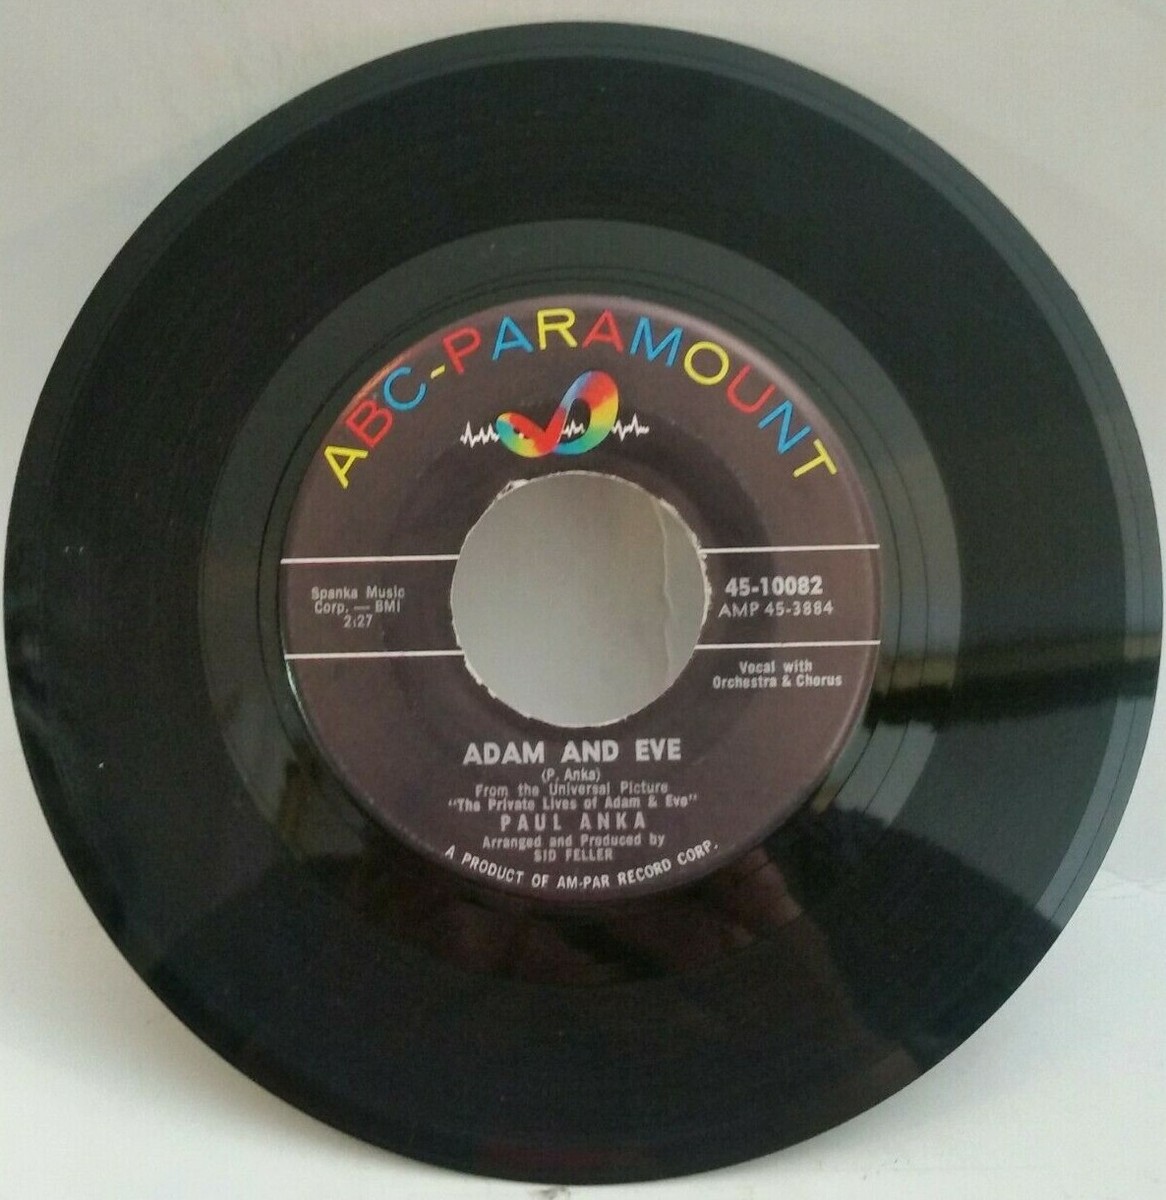 ABC-PARAMOUNT
Spanka Music
Corp. — BMI
2:27
45-10082
AMP 45-3884
Vocal with
Orchestra & Chorus
ADAM AND EVE
(P. Anka)
From the Universal Picture
"The Private Lives of Adam & Eve"
PAUL ANKA
Arranged and Produced by
SID FELLER
A PRODUCT OF AM-PAR RECORD CORP.